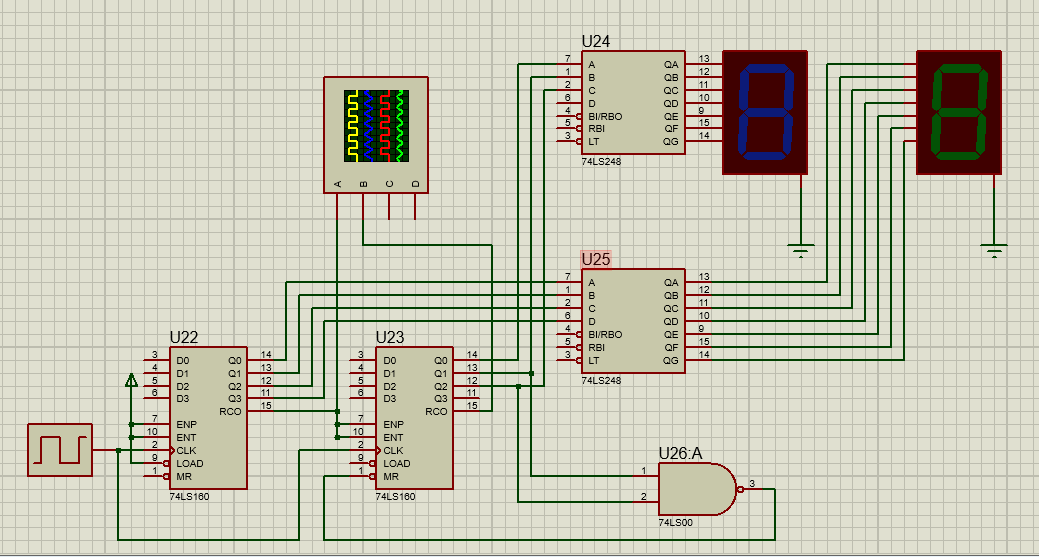 U24
7 A QA 13
1 B QB 12
2 C QC 11
6 D QD 10
4 BI/RBO QE 9
5 RBI QF 15
3 LT QG 14
74LS248
A B C D
U25
7 A QA 13
1 B QB 12
2 C QC 11
6 D QD 10
4 BI/RBO QE 9
5 RBI QF 15
3 LT QG 14
74LS248
U22
3 D0 Q0 14
4 D1 Q1 13
5 D2 Q2 12
6 D3 Q3 11
RCO 15
7 ENP
10 ENT
2 CLK
9 LOAD
1 MR
74LS160
U23
3 D0 Q0 14
4 D1 Q1 13
5 D2 Q2 12
6 D3 Q3 11
RCO 15
7 ENP
10 ENT
2 CLK
9 LOAD
1 MR
74LS160
U26:A
1
2
3
74LS00